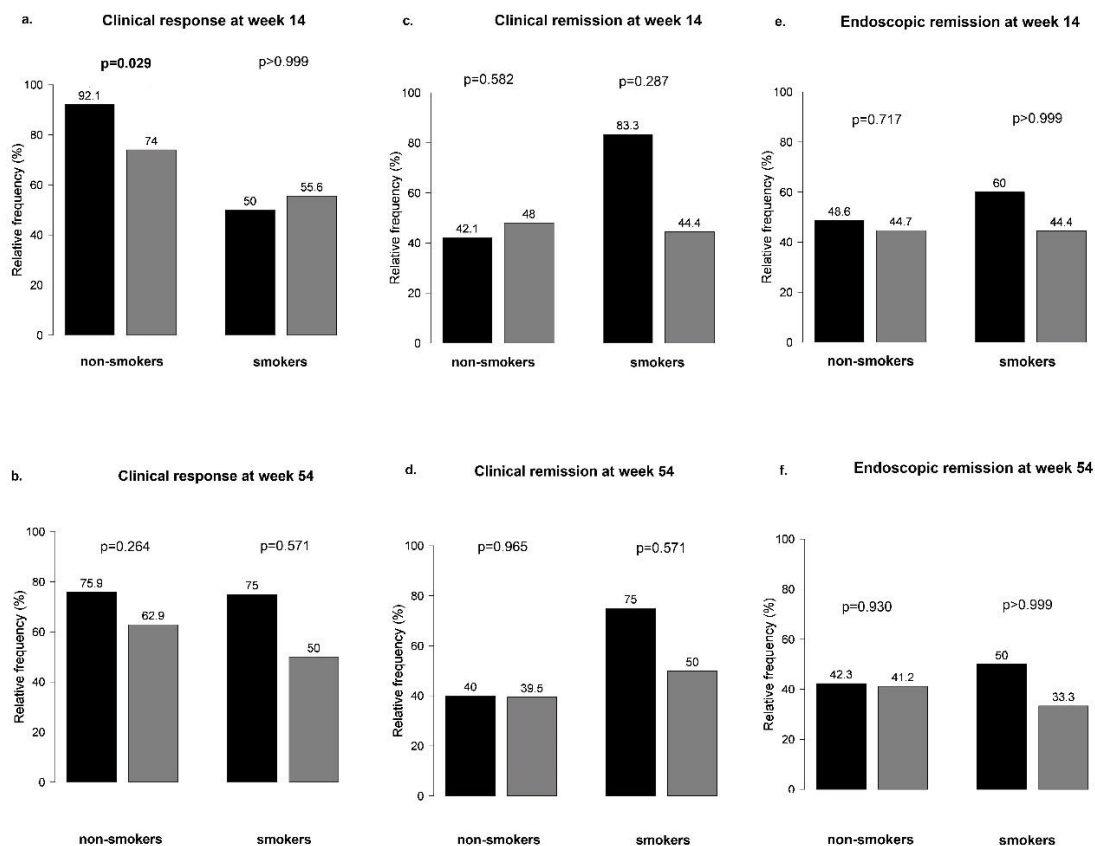 a. Clinical response at week 14
p=0.029 p>0.999
Relative frequency (%)
100
80
60
40
20
0
92.1
74
50
55.6
non-smokers smokers
c. Clinical remission at week 14
p=0.582 p=0.287
Relative frequency (%)
100
80
60
40
20
0
42.1
48
83.3
44.4
non-smokers smokers
e. Endoscopic remission at week 14
p=0.717 p>0.999
Relative frequency (%)
100
80
60
40
20
0
48.6
44.7
60
44.4
non-smokers smokers
b. Clinical response at week 54
p=0.264 p=0.571
Relative frequency (%)
100
80
60
40
20
0
75.9
62.9
75
50
non-smokers smokers
d. Clinical remission at week 54
p=0.965 p=0.571
Relative frequency (%)
100
80
60
40
20
0
40
39.5
75
50
non-smokers smokers
f. Endoscopic remission at week 54
p=0.930 p>0.999
Relative frequency (%)
100
80
60
40
20
0
42.3
41.2
50
33.3
non-smokers smokers